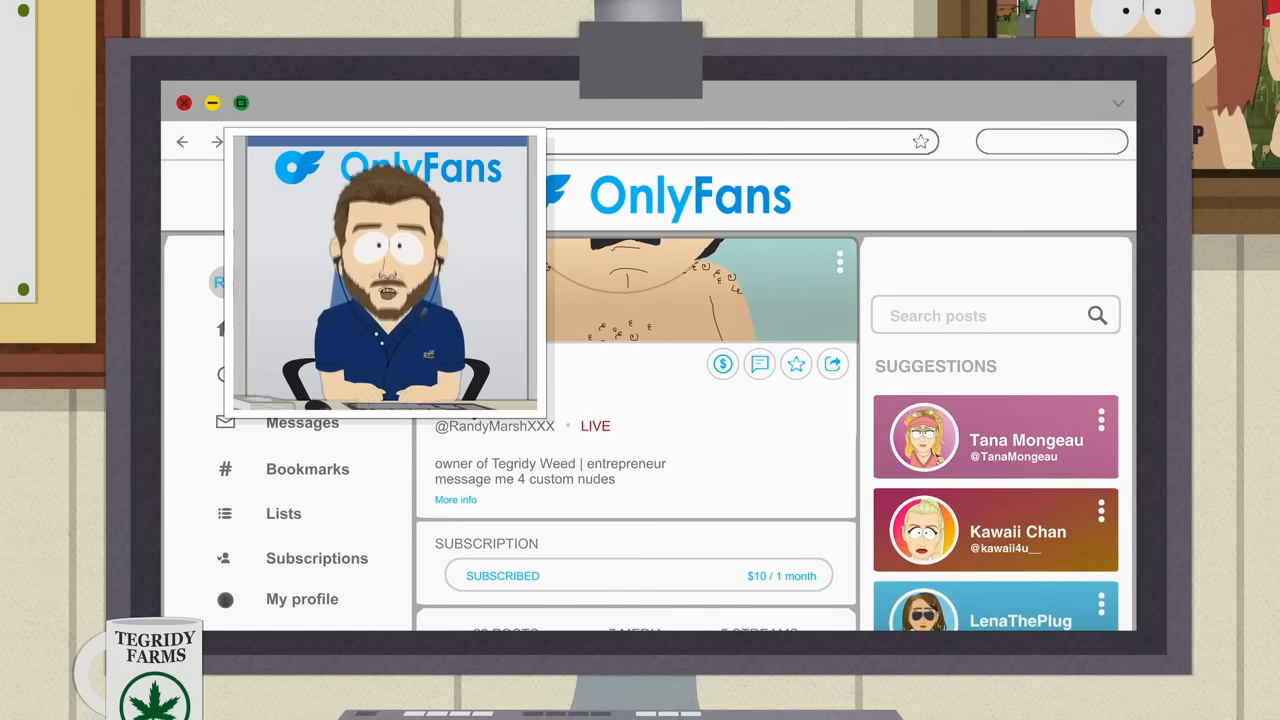 OnlyFans
OnlyFans
R
Messages
# Bookmarks
Lists
Subscriptions
My profile
@RandyMarshXXX • LIVE
owner of Tegridy Weed | entrepreneur
message me 4 custom nudes
More info
SUBSCRIPTION
SUBSCRIBED $10 / 1 month
Search posts
SUGGESTIONS
Tana Mongeau
@TanaMongeau
Kawaii Chan
@kawaii4u__
LenaThePlug
TEGRIDY
FARMS